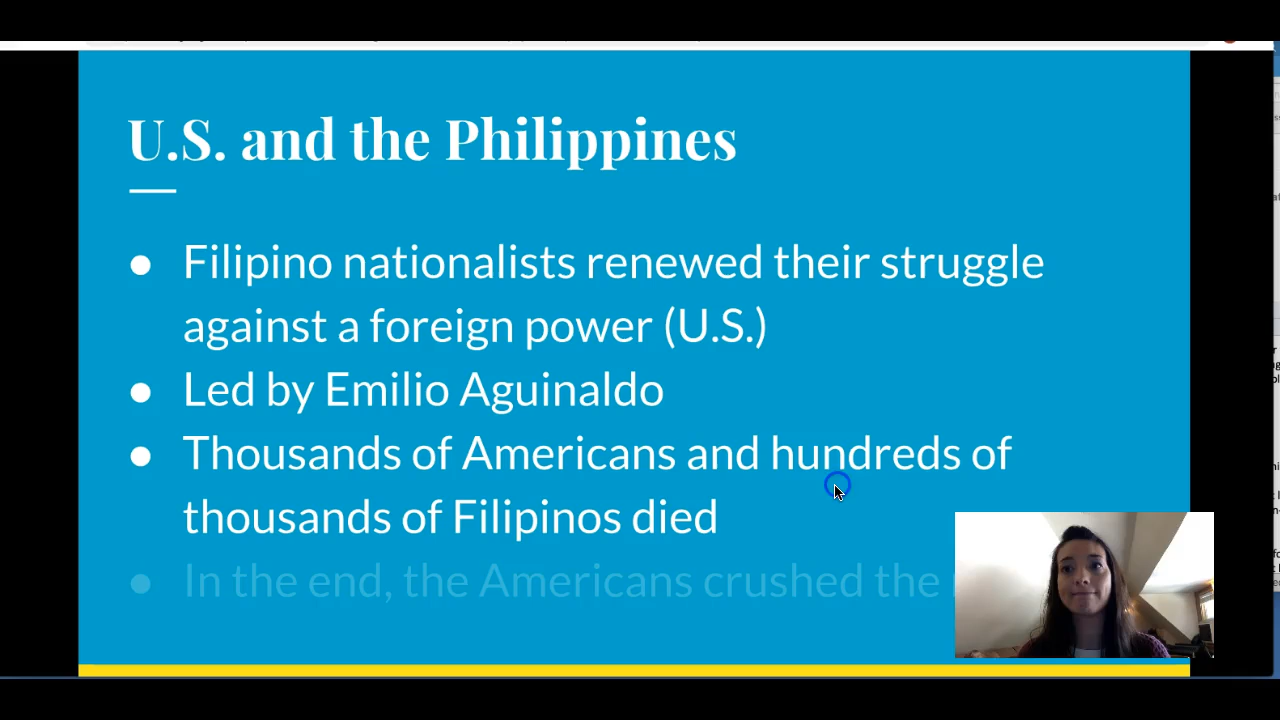 U.S. and the Philippines
● Filipino nationalists renewed their struggle
against a foreign power (U.S.)
● Led by Emilio Aguinaldo
● Thousands of Americans and hundreds of
thousands of Filipinos died
● In the end, the Americans crushed the